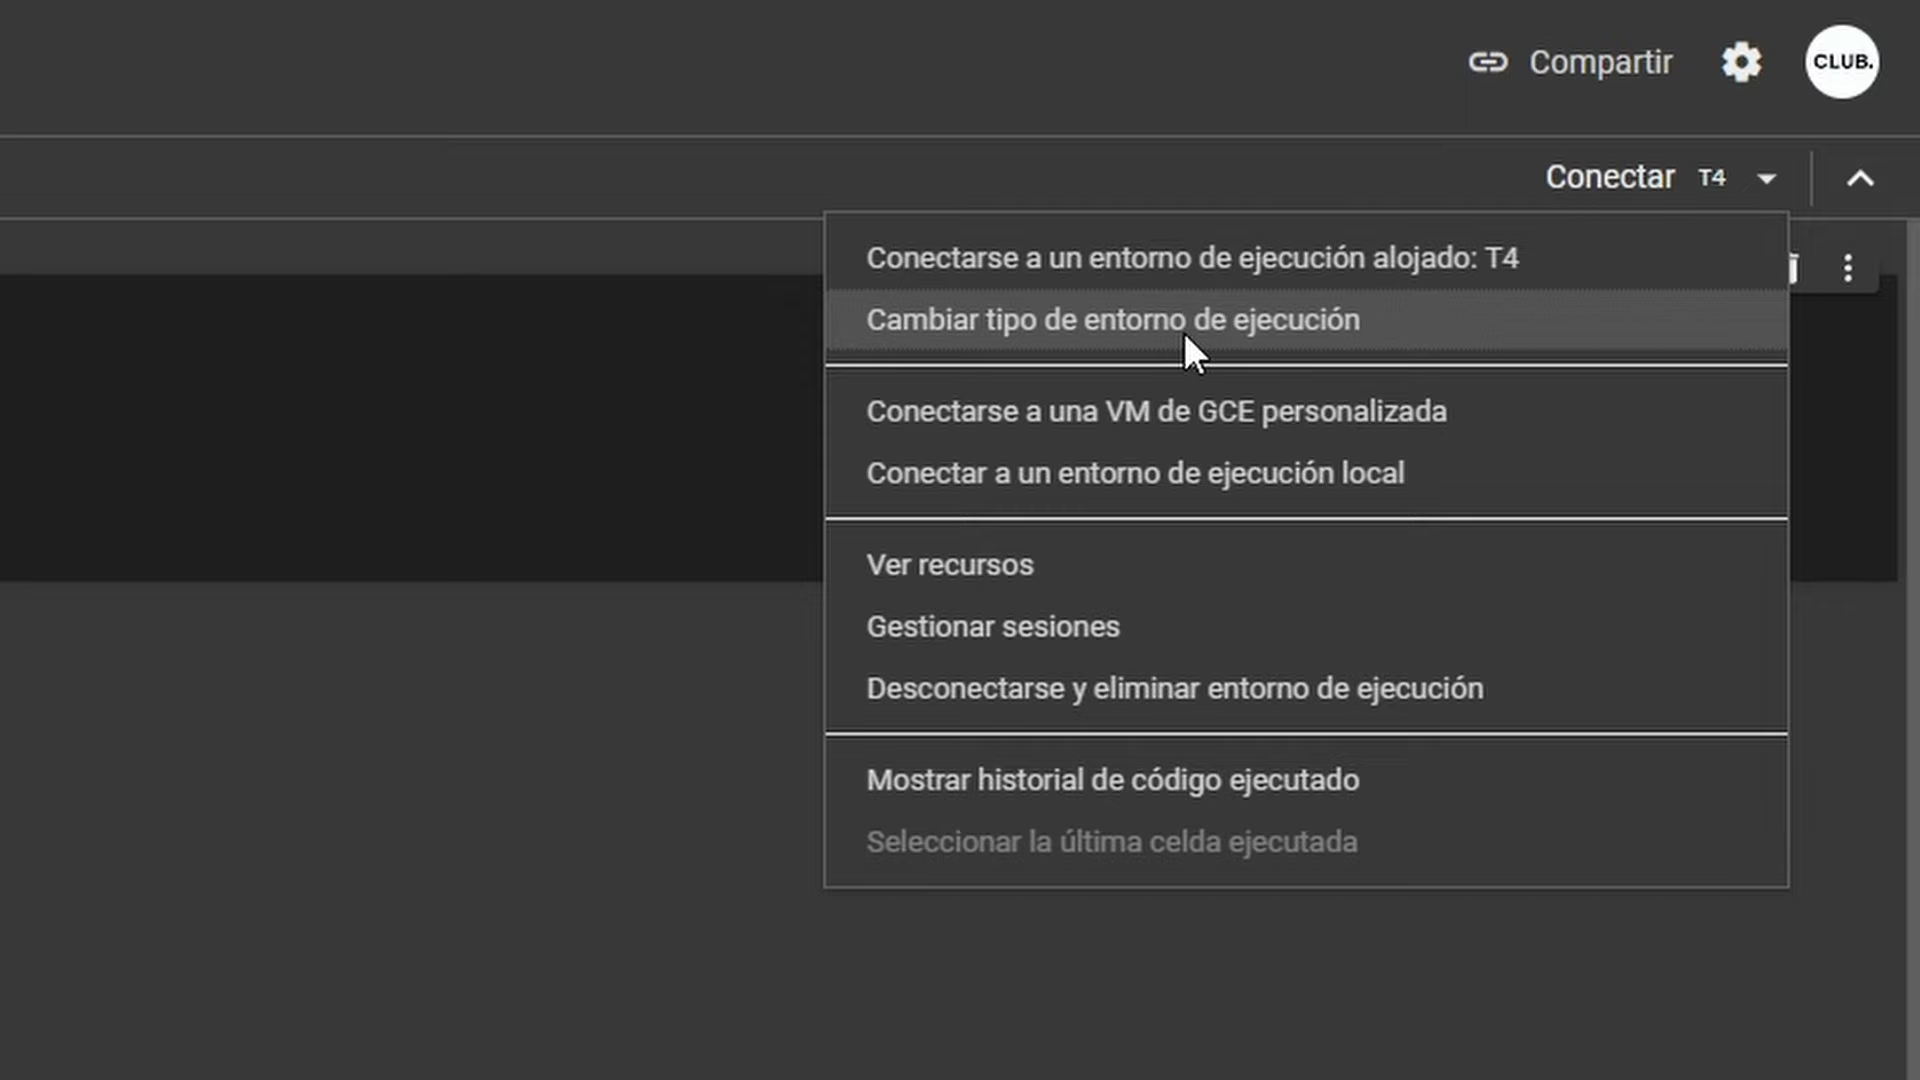 Compartir
CLUB.
Conectar T4
Conectarse a un entorno de ejecución alojado: T4
Cambiar tipo de entorno de ejecución
Conectarse a una VM de GCE personalizada
Conectar a un entorno de ejecución local
Ver recursos
Gestionar sesiones
Desconectarse y eliminar entorno de ejecución
Mostrar historial de código ejecutado
Seleccionar la última celda ejecutada